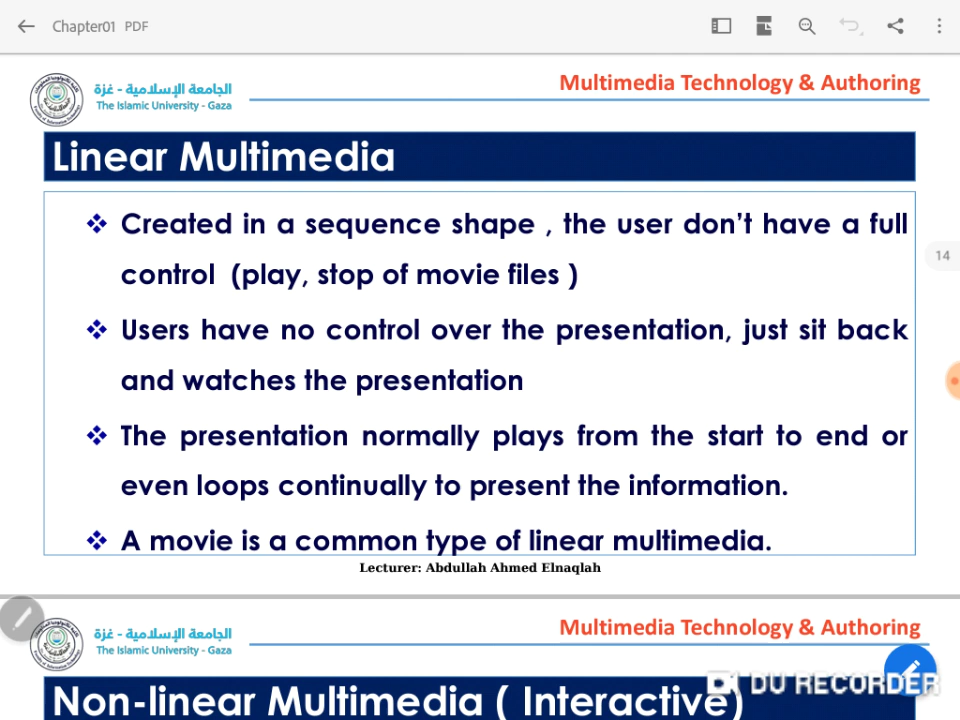 Chapter01 PDF
الجامعة الإسلامية - غزة
The Islamic University - Gaza
Multimedia Technology & Authoring
Linear Multimedia
❖ Created in a sequence shape , the user don't have a full
control (play, stop of movie files )
14
❖ Users have no control over the presentation, just sit back
and watches the presentation
❖ The presentation normally plays from the start to end or
even loops continually to present the information.
❖ A movie is a common type of linear multimedia.
Lecturer: Abdullah Ahmed Elnaqlah
الجامعة الإسلامية - غزة
The Islamic University - Gaza
Multimedia Technology & Authoring
Non-linear Multimedia ( Interactive)
DU RECORDER